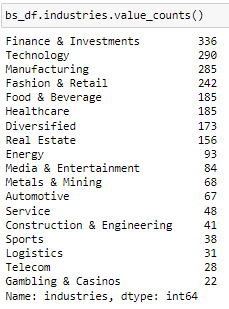 bs_df.industries.value_counts()
Finance & Investments 336
Technology 290
Manufacturing 285
Fashion & Retail 242
Food & Beverage 185
Healthcare 185
Diversified 173
Real Estate 156
Energy 93
Media & Entertainment 84
Metals & Mining 68
Automotive 67
Service 48
Construction & Engineering 41
Sports 38
Logistics 31
Telecom 28
Gambling & Casinos 22
Name: industries, dtype: int64